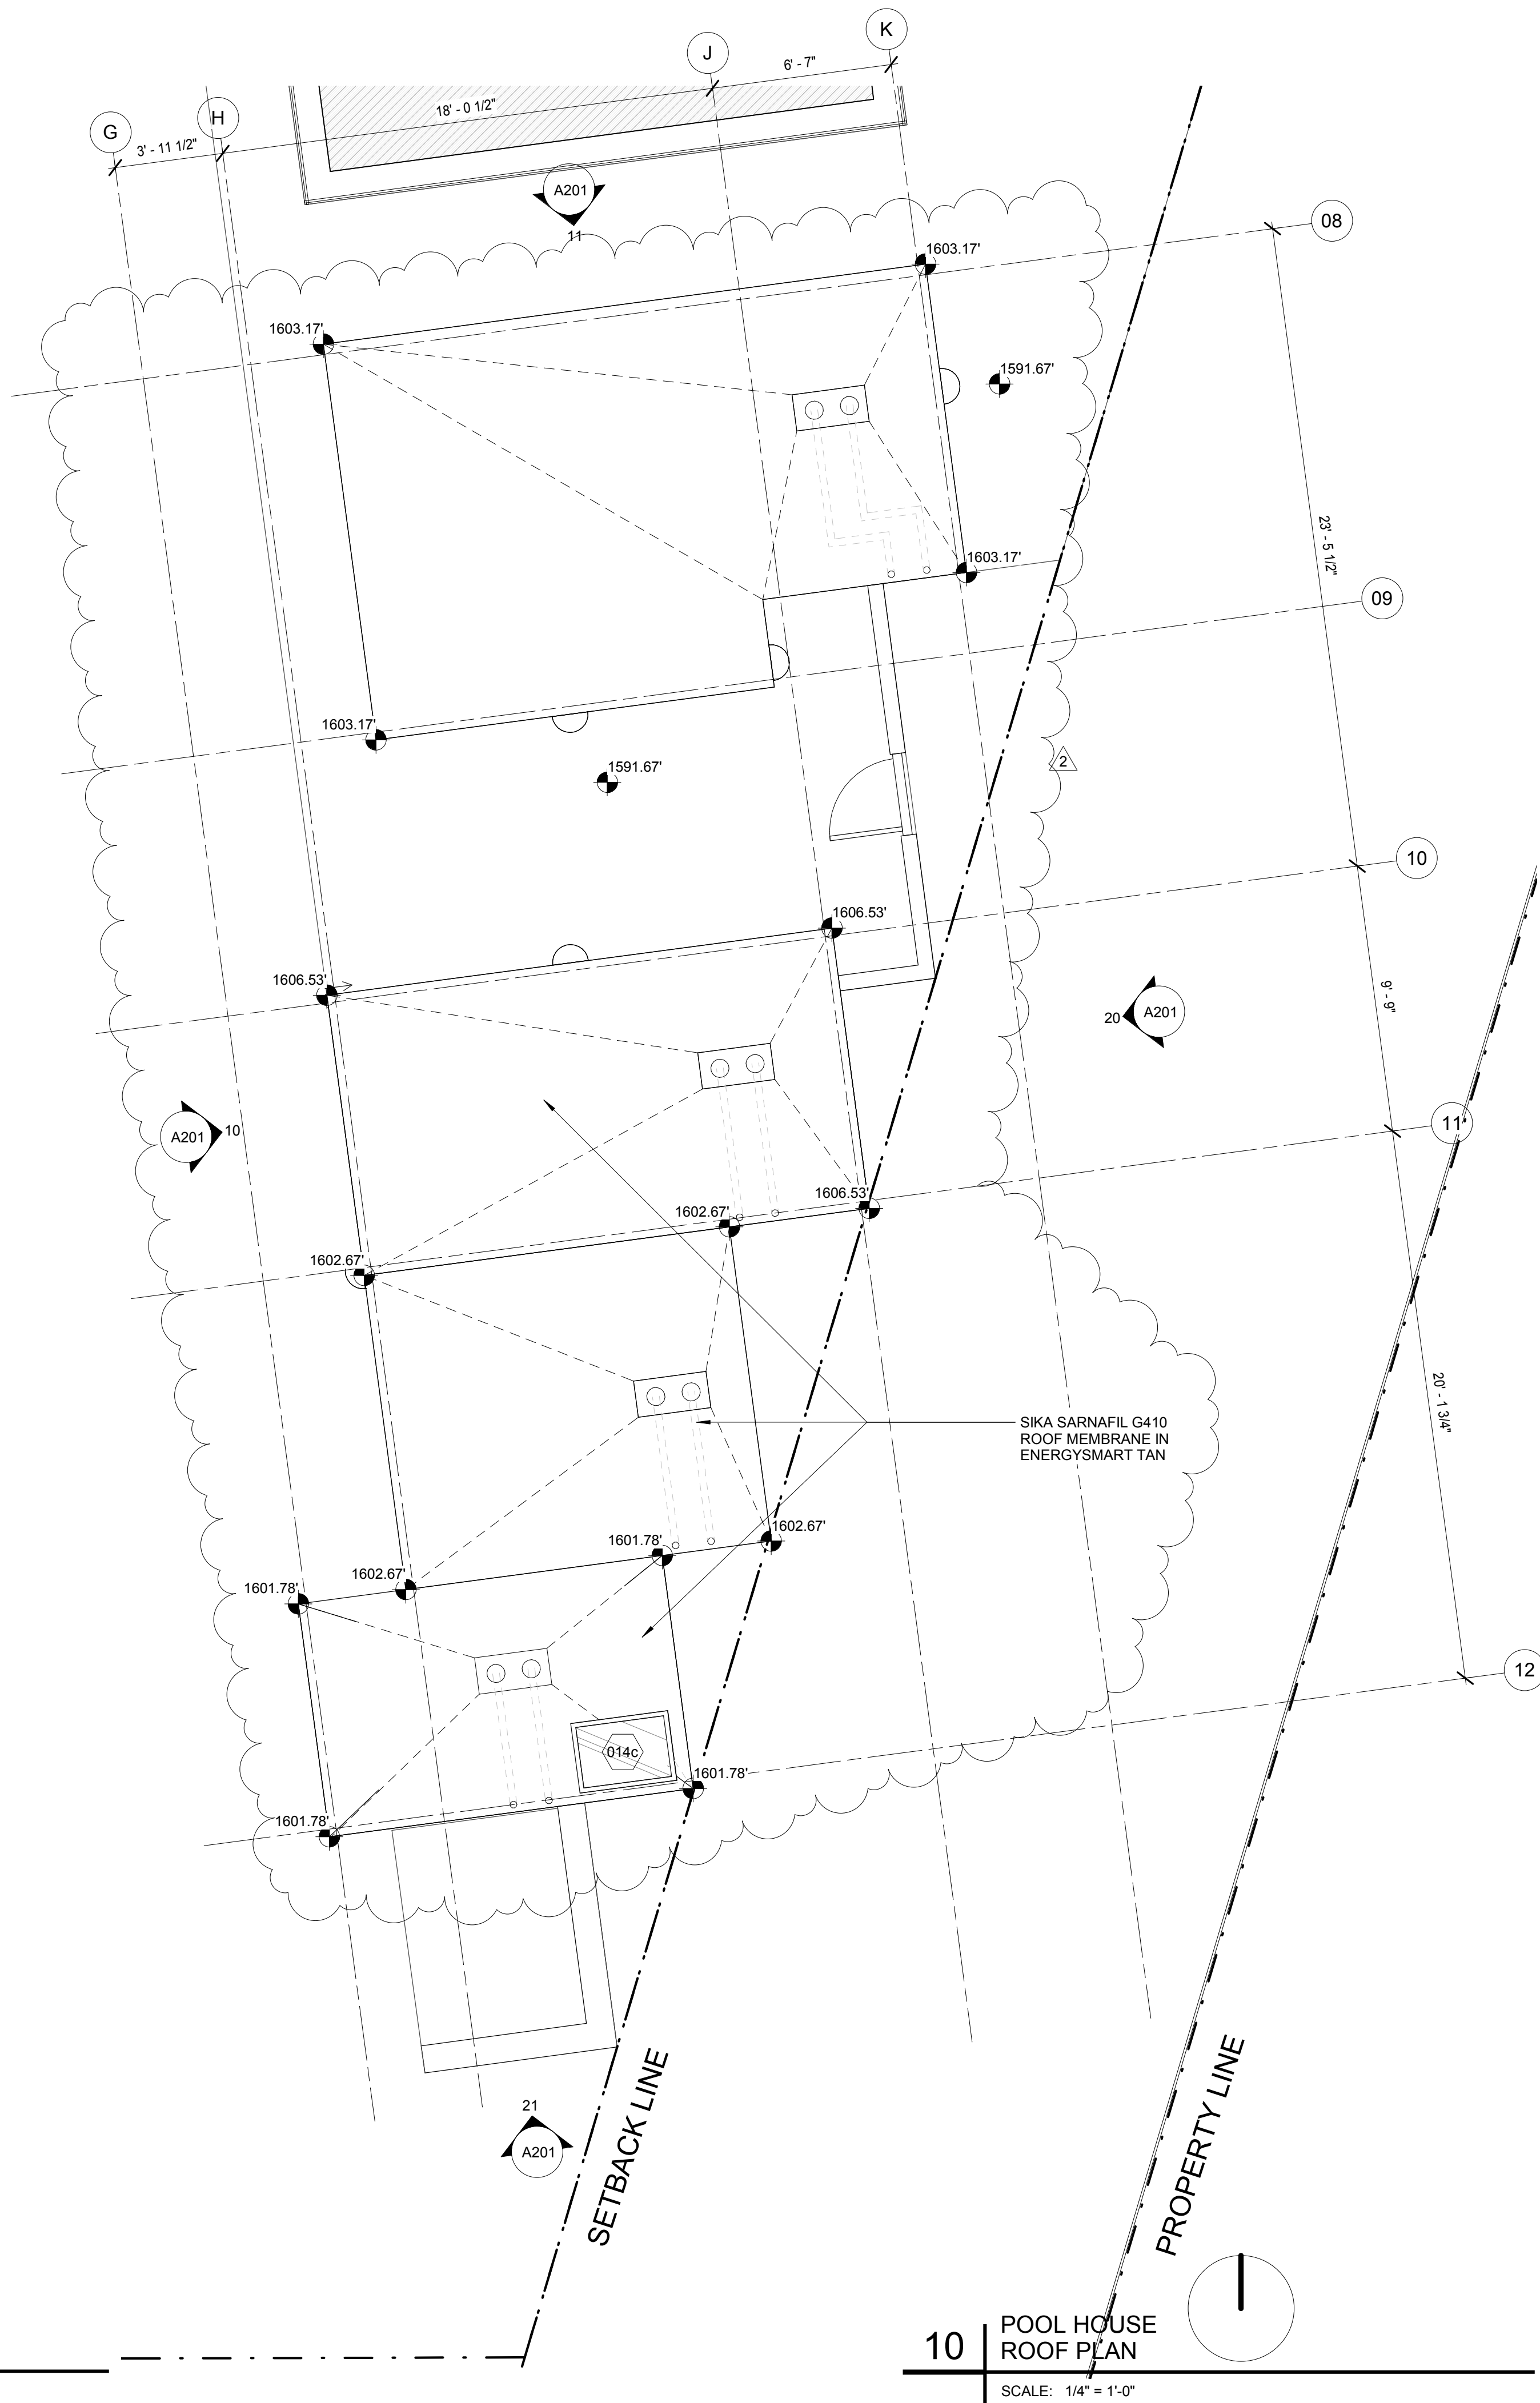 K
J
6' - 7"
18' - 0 1/2"
G
H
3' - 11 1/2"
A201
11
08
1603.17'
1603.17'
1591.67'
23' - 5 1/2"
1603.17'
09
1603.17'
1591.67'
2
10
1606.53'
1606.53'
9' - 9"
20
A201
A201
10
11
1606.53'
1602.67'
1602.67'
SIKA SARNAFIL G410
ROOF MEMBRANE IN
ENERGYSMART TAN
20' - 1 3/4"
1602.67'
1601.78'
1602.67'
1601.78'
12
014c
1601.78'
1601.78'
21
A201
SETBACK LINE
PROPERTY LINE
10
POOL HOUSE
ROOF PLAN
SCALE: 1/4" = 1'-0"